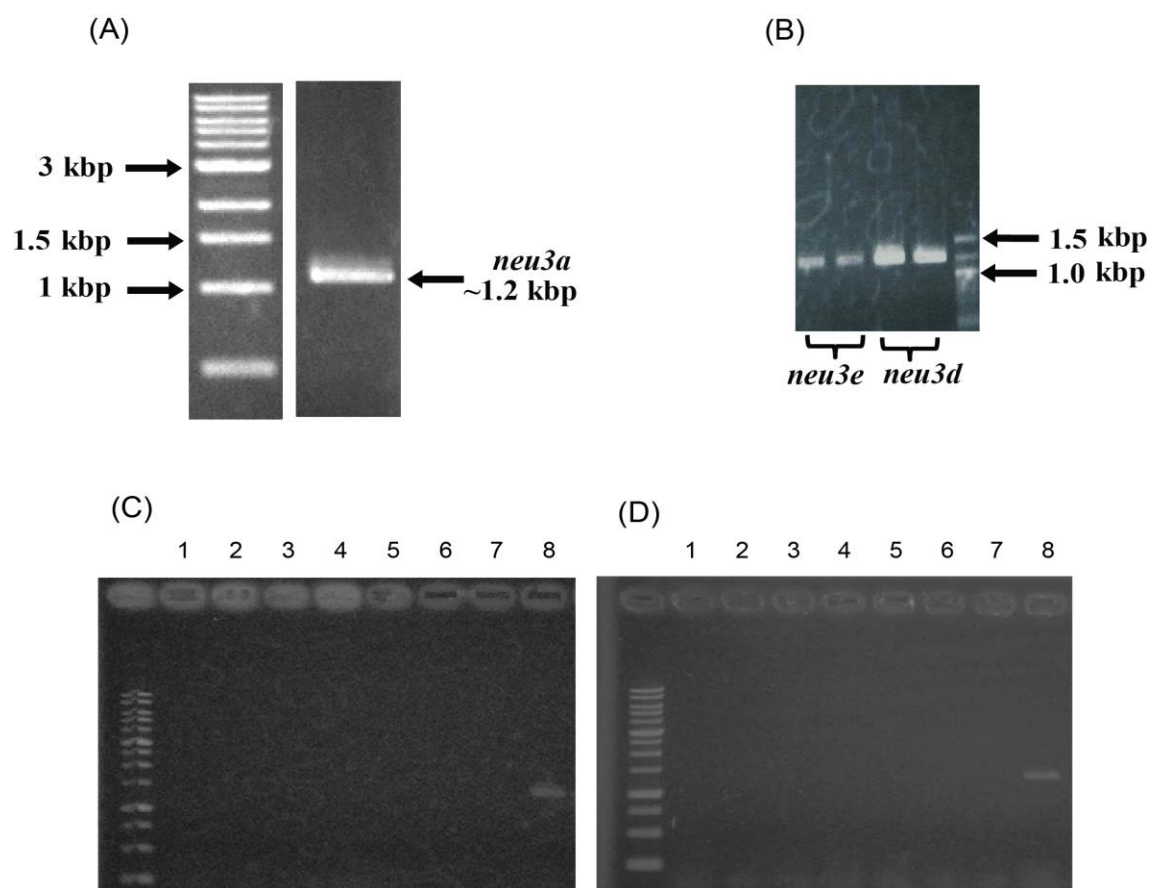 (A)
3 kbp
1.5 kbp
1 kbp
neu3a
~1.2 kbp
(B)
1.5 kbp
1.0 kbp
neu3e neu3d
(C)
1 2 3 4 5 6 7 8
(D)
1 2 3 4 5 6 7 8